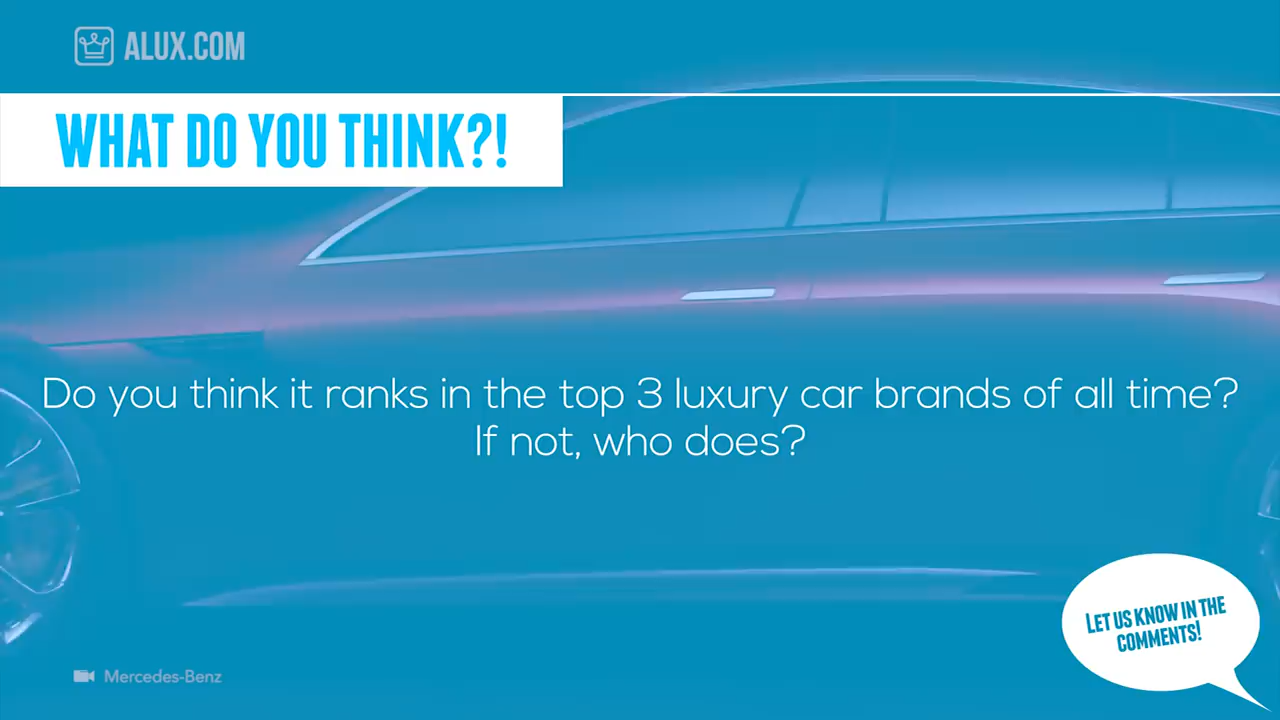 ALUX.COM
WHAT DO YOU THINK?!
Do you think it ranks in the top 3 luxury car brands of all time?
If not, who does?
LET US KNOW IN THE
COMMENTS!
Mercedes-Benz